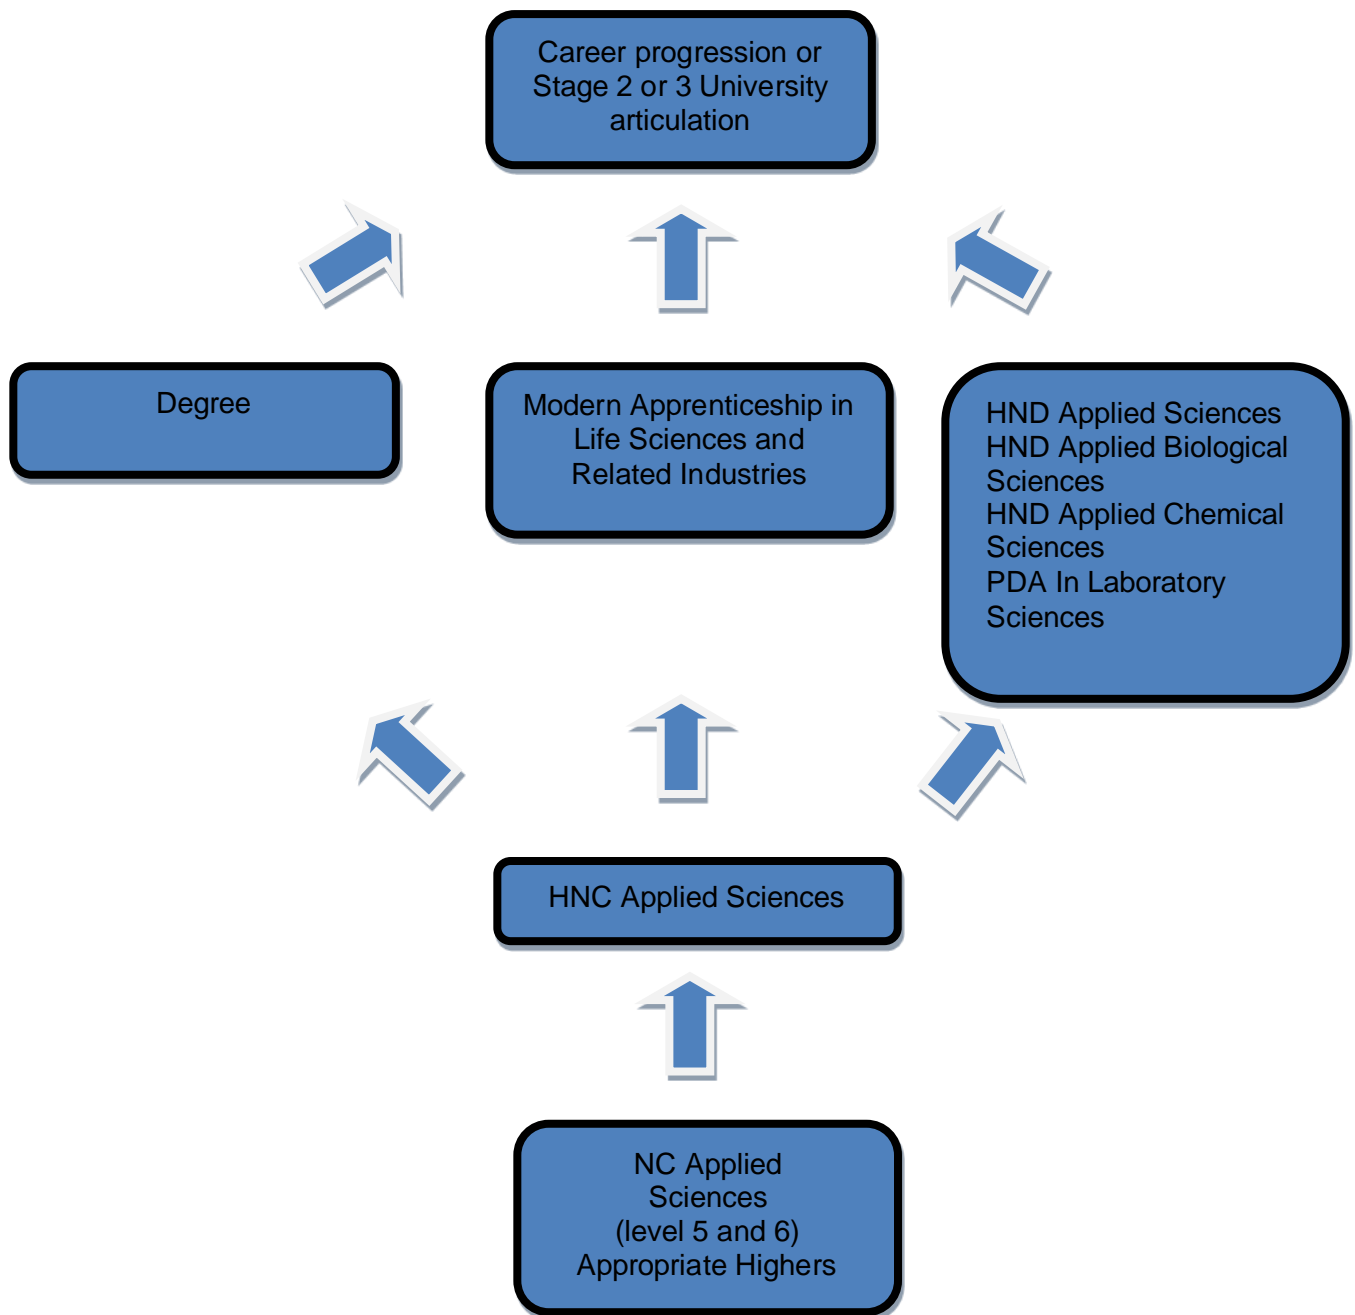 Career progression or
Stage 2 or 3 University
articulation
Degree
Modern Apprenticeship in
Life Sciences and
Related Industries
HND Applied Sciences
HND Applied Biological
Sciences
HND Applied Chemical
Sciences
PDA In Laboratory
Sciences
HNC Applied Sciences
NC Applied
Sciences
(level 5 and 6)
Appropriate Highers